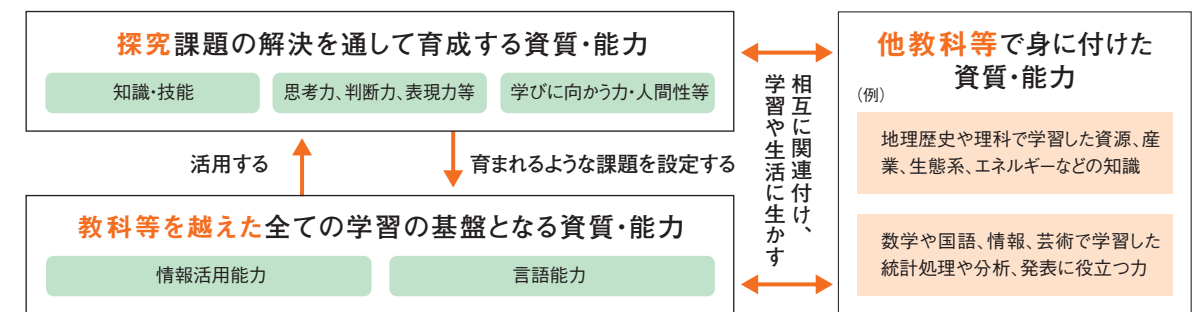 探究課題の解決を通して育成する資質・能力
知識・技能
思考力、判断力、表現力等
学びに向かう力・人間性等
活用する
育まれるような課題を設定する
教科等を越えた全ての学習の基盤となる資質・能力
情報活用能力
言語能力
相互に関連付け、
学習や生活に生かす
他教科等で身に付けた
資質・能力
（例）
地理歴史や理科で学習した資源、産
業、生態系、エネルギーなどの知識
数学や国語、情報、芸術で学習した
統計処理や分析、発表に役立つ力